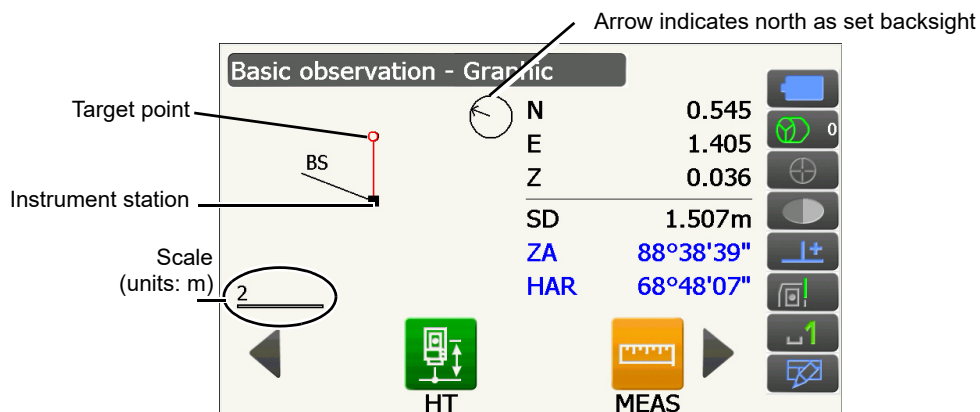 Arrow indicates north as set backsight
Basic observation - Graphic
Target point
BS
Instrument station
Scale
(units: m)
2
N 0.545
E 1.405
Z 0.036
SD 1.507m
ZA 88°38'39"
HAR 68°48'07"
0
1
HT
MEAS